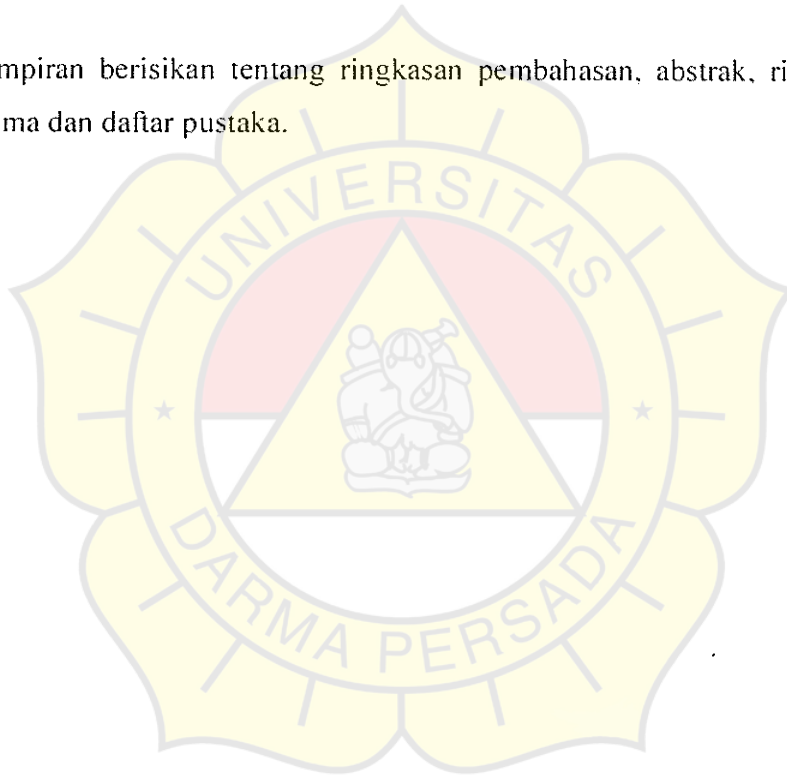 mpiran berisikan tentang ringkasan pembahasan, abstrak, ri
ma dan daftar pustaka.
UNIVERSITAS
DARMA PERSADA